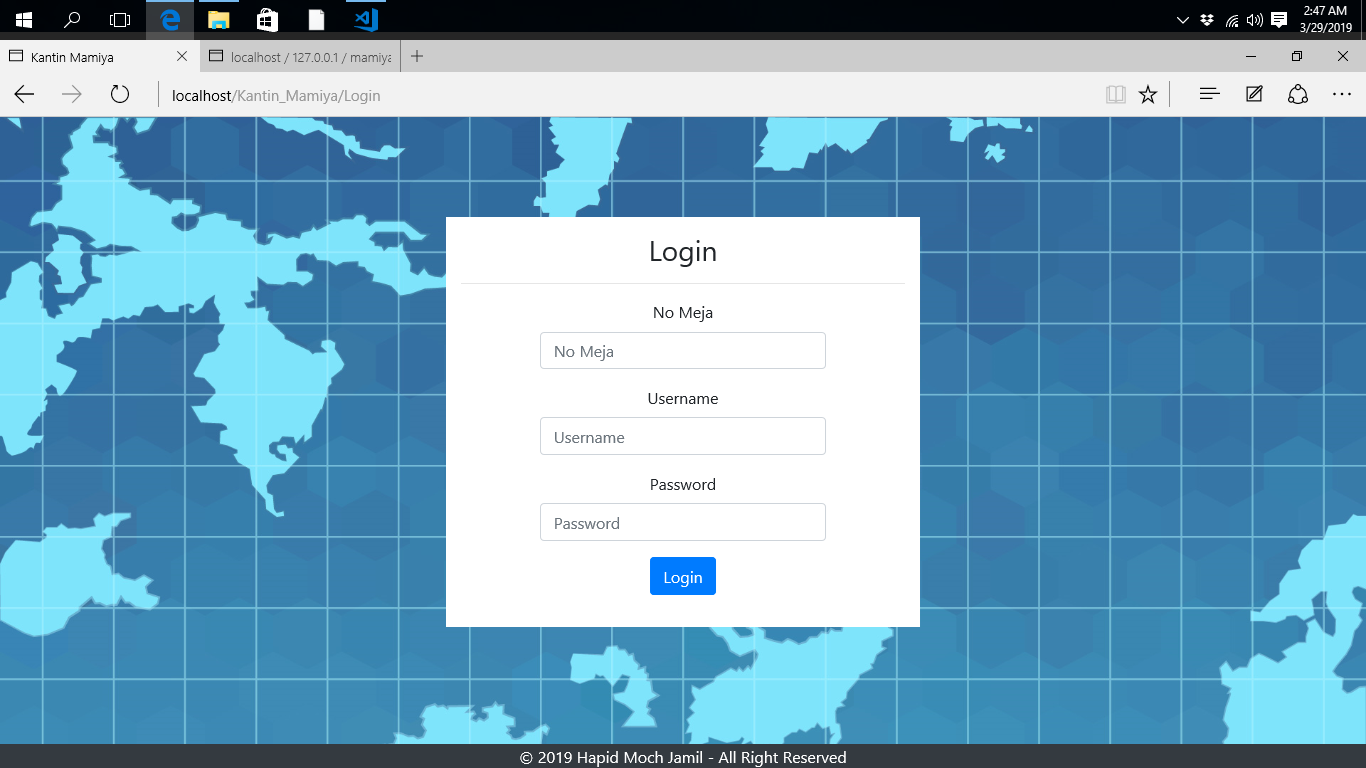 2:47 AM
3/29/2019
Kantin Mamiya
localhost / 127.0.0.1 / mamiya
localhost/Kantin_Mamiya/Login
Login
No Meja
No Meja
Username
Username
Password
Password
Login
© 2019 Hapid Moch Jamil - All Right Reserved